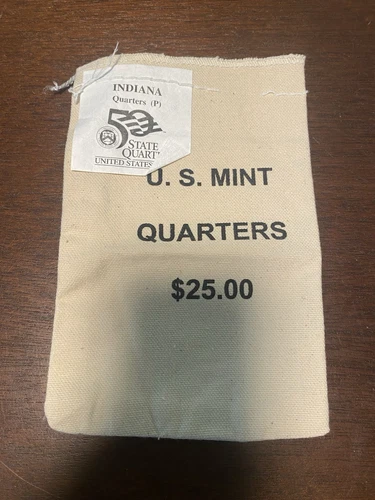 INDIANA
Quarters (P)
50
STATE
QUART
UNITED STATES
U. S. MINT
QUARTERS
$25.00